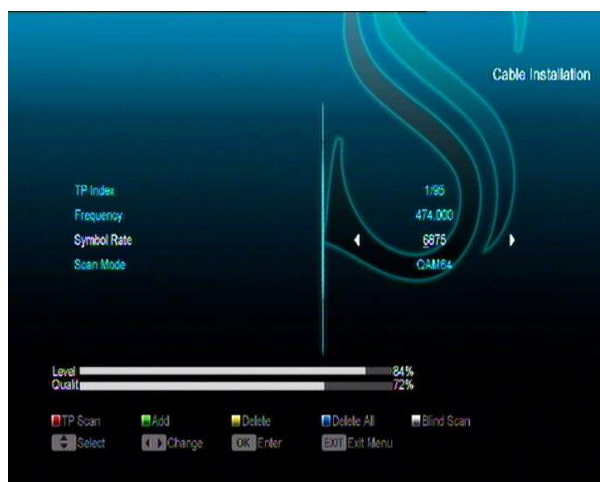 Cable Installation
TP Index 1/95
Frequency 474.000
Symbol Rate 6875
Scan Mode QAM64
Level 84%
Qualit 72%
TP Scan Add Delete Delete All Blind Scan
Select Change OK Enter EXIT Exit Menu